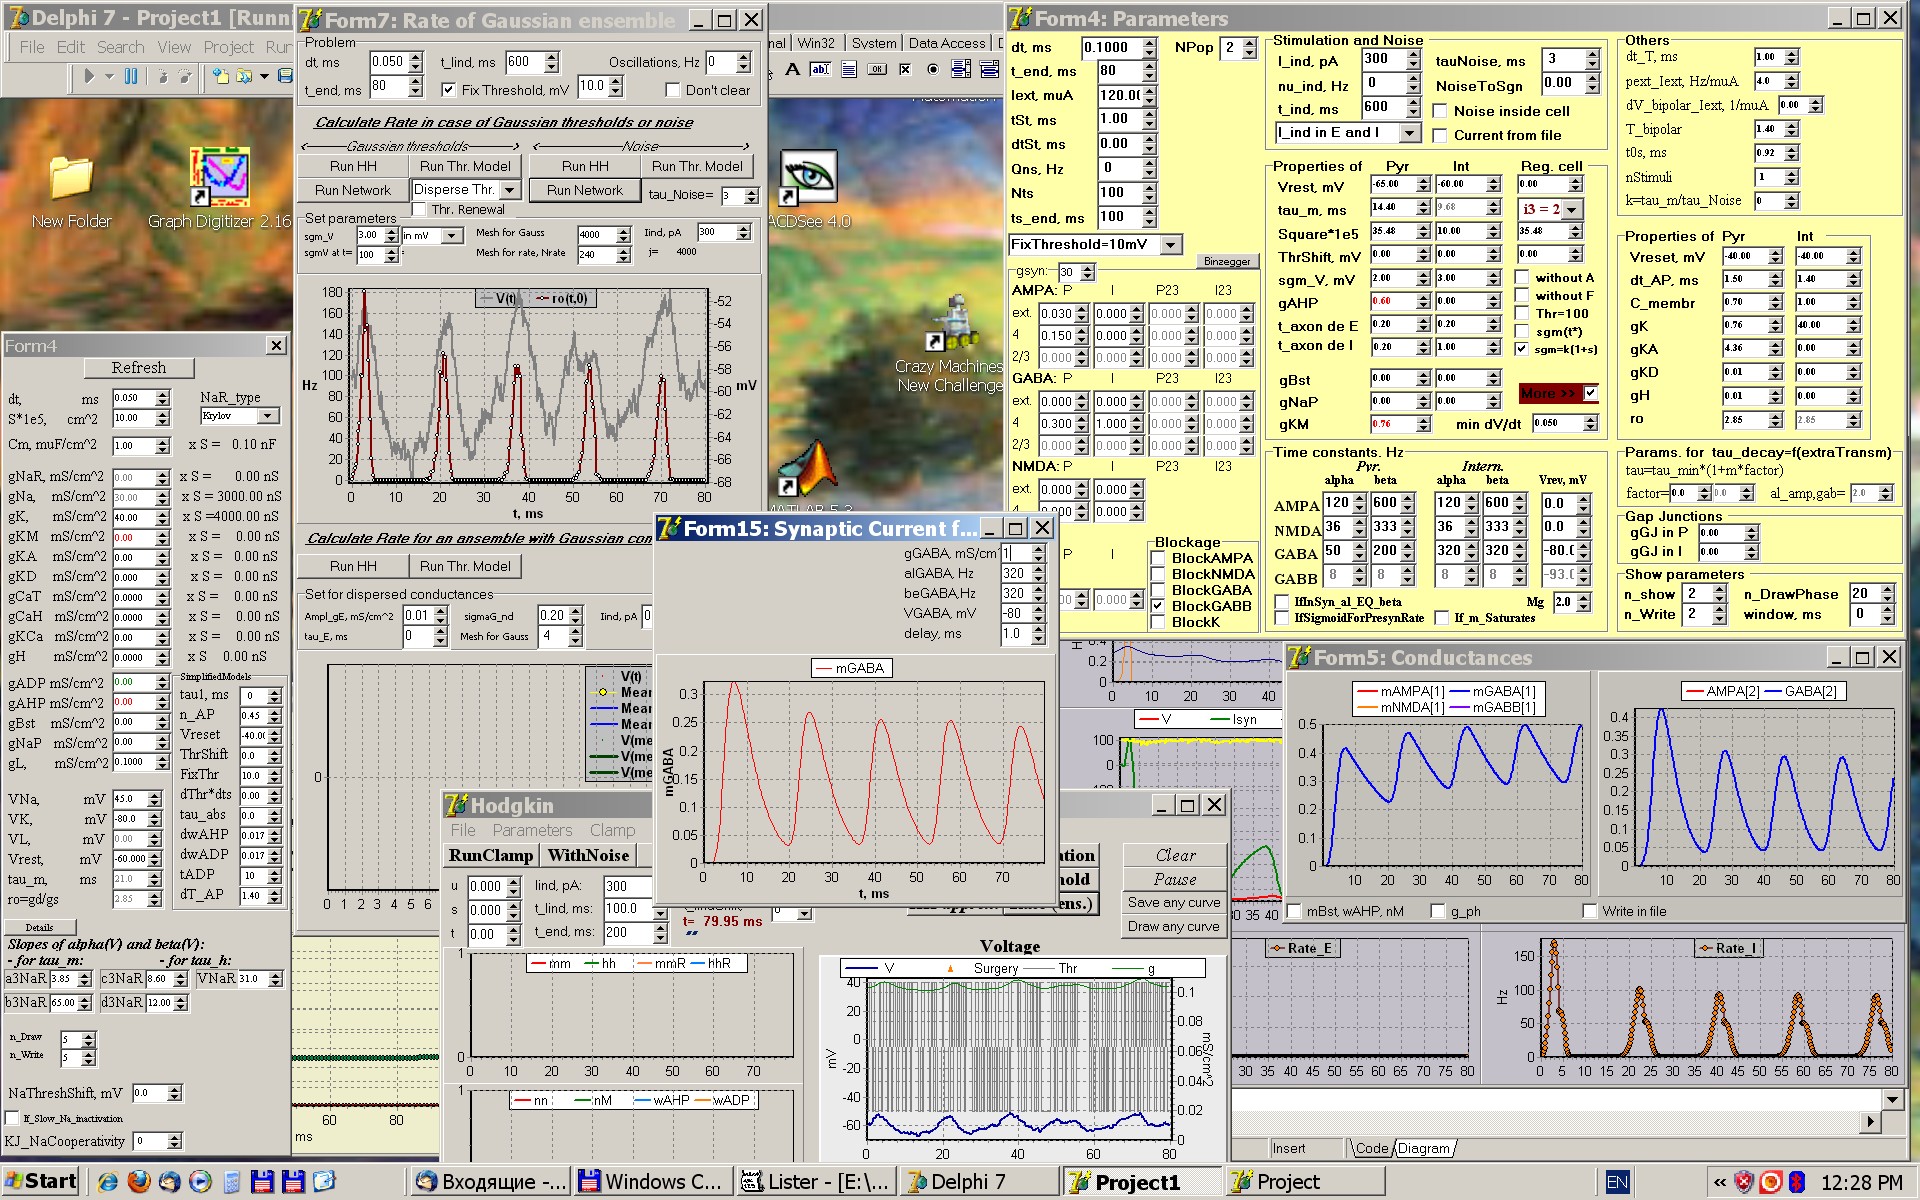 Delphi 7 - Project1 [Runn
File Edit Search View Project Run
Win32 System Data Access
New Folder
Graph Digitizer 2.16
ACDSee 4.0
Crazy Machines
New Challenge
Form7: Rate of Gaussian ensemble
Problem
dt, ms 0.050 t_lind, ms 600 Oscillations, Hz 0
t_end, ms 80 Fix Threshold, mV 10.0 Don't clear
Calculate Rate in case of Gaussian thresholds or noise
<---Gaussian thresholds---> <---Noise--->
Run HH Run Thr. Model Run HH Run Thr. Model
Run Network Disperse Thr. Run Network tau_Noise= 3
Thr. Renewal
Set parameters
sgm_V 3.00 in mV Mesh for Gauss 4000 Iind, pA 300
sgmV at t= 100 Mesh for rate, Nrate 240 j= 4000
V(t) ro(t,0)
180 160 140 120 100 80 60 40 20 0
Hz
-52 -54 -56 -58 -60 -62 -64 -66 -68
mV
0 10 20 30 40 50 60 70 80
t, ms
Calculate Rate for an ansemble with Gaussian con
Run HH Run Thr. Model
Set for dispersed conductances
Ampl_gE, mS/cm^2 0.01 sigmaG_nd 0.20 Iind, pA 0
tau_E, ms 0 Mesh for Gauss 4
V(t)
Mear
Mear
Mear
V(me
V(me
V(me
0
0 1 2 3 4 5 6
60 80
ms
Form4
Refresh
dt, ms 0.050 NaR_type
S*1e5, cm^2 10.00 Krylov
Cm, muF/cm^2 1.00 x S = 0.10 nF
gNaR, mS/cm^2 0.00 x S = 0.00 nS
gNa, mS/cm^2 30.00 x S = 3000.00 nS
gK, mS/cm^2 40.00 x S =4000.00 nS
gKM mS/cm^2 0.00 x S = 0.00 nS
gKA mS/cm^2 0.00 x S = 0.00 nS
gKD mS/cm^2 0.000 x S = 0.00 nS
gCaT mS/cm^2 0.0000 x S = 0.00 nS
gCaH mS/cm^2 0.0000 x S = 0.00 nS
gKCa mS/cm^2 0.00 x S = 0.00 nS
gH mS/cm^2 0.0000 x S 0.00 nS
gADP mS/cm^2 0.00 SimplifiedModels
gAHP mS/cm^2 0.00 tau1, ms 0
gBst mS/cm^2 0.00 n_AP 0.45
gNaP mS/cm^2 0.00 Vreset -40.00
gL, mS/cm^2 0.1000 ThrShift 0.0
FixThr 10.0
VNa, mV 45.0 dThr*dts 0.00
VK, mV -80.0 tau_abs 0.0
VL, mV 0.00 dwAHP 0.017
Vrest, mV -60.000 dwADP 0.017
tau_m, ms 21.0 tADP 10
ro=gd/gs 2.85 dT_AP 1.40
Details
Slopes of alpha(V) and beta(V):
- for tau_m: - for tau_h:
a3NaR 3.85 c3NaR 8.60 VNaR 31.0
b3NaR 65.00 d3NaR 12.00
n_Draw 5
n_Write 5
NaThreshShift, mV 0.0
If_Slow_Na_inactivation
KJ_NaCooperativity 0
Form4: Parameters
dt, ms 0.1000 NPop 2
t_end, ms 80
Iext, muA 120.0
tSt, ms 1.00
dtSt, ms 0.00
Qns, Hz 0
Nts 100
ts_end, ms 100
FixThreshold=10mV
Binzegger
gsyn: 30
AMPA: P I P23 I23
ext. 0.030 0.000 0.000 0.000
4 0.150 0.000 0.000 0.000
2/3 0.000 0.000 0.000 0.000
GABA: P I P23 I23
ext. 0.000 0.000 0.000 0.000
4 0.300 1.000 0.000 0.000
2/3 0.000 0.000 0.000 0.000
NMDA: P I P23 I23
ext. 0.000 0.000
4 0.000 0.000
Blockage
BlockAMPA
BlockNMDA
BlockGABA
BlockGABB
BlockK
Stimulation and Noise
I_ind, pA 300 tauNoise, ms 3
nu_ind, Hz 0 NoiseToSgn 0.00
t_ind, ms 600 Noise inside cell
I_ind in E and I Current from file
Properties of Pyr Int Reg. cell
Vrest, mV -65.00 -60.00 0.00
tau_m, ms 14.40 9.68 i3 = 2
Square*1e5 35.48 10.00 35.48
ThrShift, mV 0.00 0.00 0.00
sgm_V, mV 2.00 3.00 without A
gAHP 0.60 0.00 without F
Thr=100
t_axon de E 0.20 0.20 sgm(t*)
t_axon de I 0.20 1.00 sgm=k(1+s)
gBst 0.00 0.00
gNaP 0.00 0.00 More >>
gKM 0.76 min dV/dt 0.050
Time constants. Hz
Pyr. Intern.
alpha beta alpha beta Vrev, mV
AMPA 120 600 120 600 0.0
NMDA 36 333 36 333 0.0
GABA 50 200 320 320 -80.0
GABB 8 8 8 8 -93.0
IfInSyn_al_EQ_beta Mg 2.0
IfSigmoidForPresynRate If_m_Saturates
Others
dt_T, ms 1.00
pext_Iext, Hz/muA 4.0
dV_bipolar_Iext, 1/muA 0.00
T_bipolar 1.40
t0s, ms 0.92
nStimuli 1
k=tau_m/tau_Noise 0
Properties of Pyr Int
Vreset, mV -40.00 -40.00
dt_AP, ms 1.50 1.40
C_membr 0.70 1.00
gK 0.76 40.00
gKA 4.36 0.00
gKD 0.01 0.00
gH 0.01 0.00
ro 2.85 2.85
Params. for tau_decay=f(extraTransm)
tau=tau_min*(1+m*factor)
factor= 0.0 0.0 al_amp,gab= 2.0
Gap Junctions
gGJ in P 0.00
gGJ in I 0.00
Show parameters
n_show 2 n_DrawPhase 20
n_Write 2 window, ms 0
Form15: Synaptic Current f...
gGABA, mS/cm 1
alGABA, Hz 320
beGABA,Hz 320
VGABA, mV -80
delay, ms 1.0
mGABA
0.3 0.25 0.2 0.15 0.1 0.05 0
mGABA
0 10 20 30 40 50 60 70
t, ms
V Isyn
Form5: Conductances
mAMPA[1] mGABA[1]
mNMDA[1] mGABB[1]
0.5 0.4 0.3 0.2 0.1 0
10 20 30 40 50 60 70 80
AMPA[2] GABA[2]
0.4 0.35 0.3 0.25 0.2 0.15 0.1 0.05 0
10 20 30 40 50 60 70 80
mBst, wAHP, nM g_ph Write in file
Rate_E
30 35 40 45 50 55 60 65 70 75 80
Rate_I
150 100 50 0
Hz
0 5 10 15 20 25 30 35 40 45 50 55 60 65 70 75 80
Insert Code Diagram
Hodgkin
File Parameters Clamp
RunClamp WithNoise
u 0.000 Iind, pA: 300
s 0.000 t_lind, ms: 100.0
t 0.00 t_end, ms: 200
t= 79.95 ms
Clear
Pause
Save any curve
Draw any curve
mm hh mmR hhR
1
0
0 10 20 30 40 50 60 70
nn nM wAHP wADP
1
Voltage
V Surgery Thr g
40 20 0 -20 -40 -60
mV
0.1 0.08 0.06 0.04 0.02 0
mS/cm^2
0 20 40 60 80
Start Входящие -... Windows C... Lister - [E:\... Delphi 7 Project1 Project EN 12:28 PM